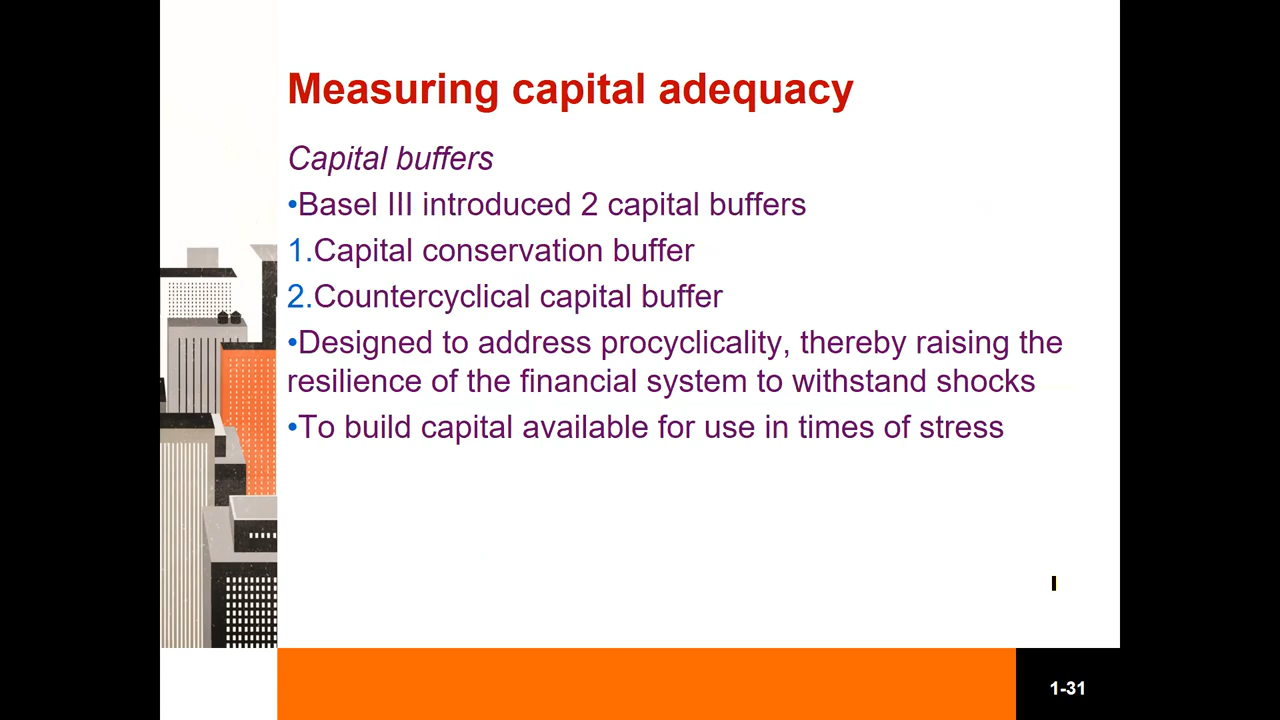 Measuring capital adequacy
Capital buffers
•Basel III introduced 2 capital buffers
1.Capital conservation buffer
2.Countercyclical capital buffer
•Designed to address procyclicality, thereby raising the
resilience of the financial system to withstand shocks
•To build capital available for use in times of stress
1-31